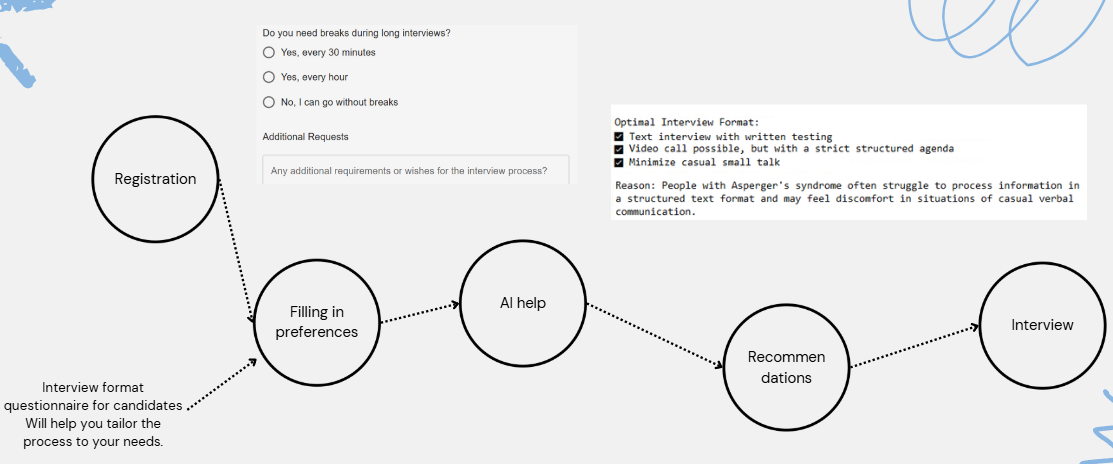 Do you need breaks during long interviews?
Yes, every 30 minutes
Yes, every hour
No, I can go without breaks
Additional Requests
Any additional requirements or wishes for the interview process?
Optimal Interview Format:
Text interview with written testing
Video call possible, but with a strict structured agenda
Minimize casual small talk
Reason: People with Asperger's syndrome often struggle to process information in
a structured text format and may feel discomfort in situations of casual verbal
communication.
Registration
Filling in
preferences
AI help
Recommen
dations
Interview
Interview format
questionnaire for candidates
Will help you tailor the
process to your needs.